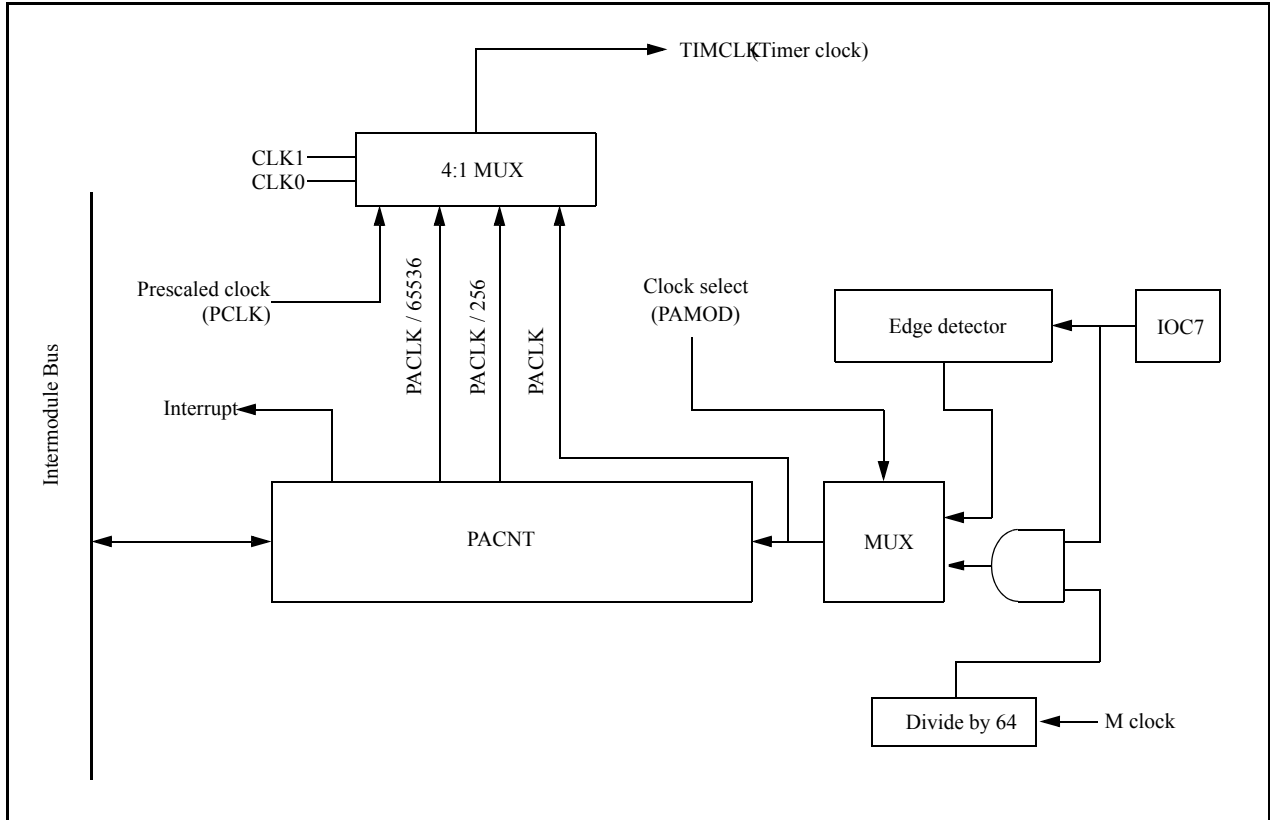 TIMCLK (Timer clock)
CLK1
CLK0
4:1 MUX
Prescaled clock
(PCLK)
PACLK / 65536
PACLK / 256
PACLK
Clock select
(PAMOD)
Edge detector
IOC7
Intermodule Bus
Interrupt
PACNT
MUX
Divide by 64
M clock